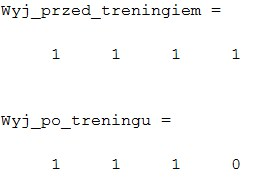 Wyj_przed_treningiem =
1 1 1 1
Wyj_po_treningu =
1 1 1 0